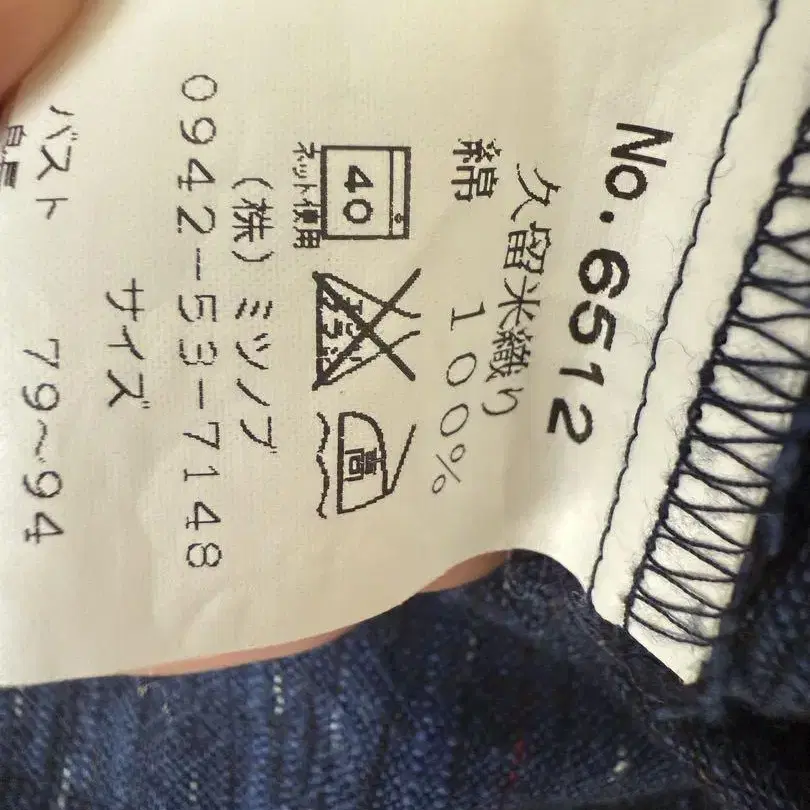 No.6512
久留米織り
綿 100%
40
ネット使用
エンソサラシ
高
(株)ミツノブ
0942-53-7148
サイズ
バスト 79~94